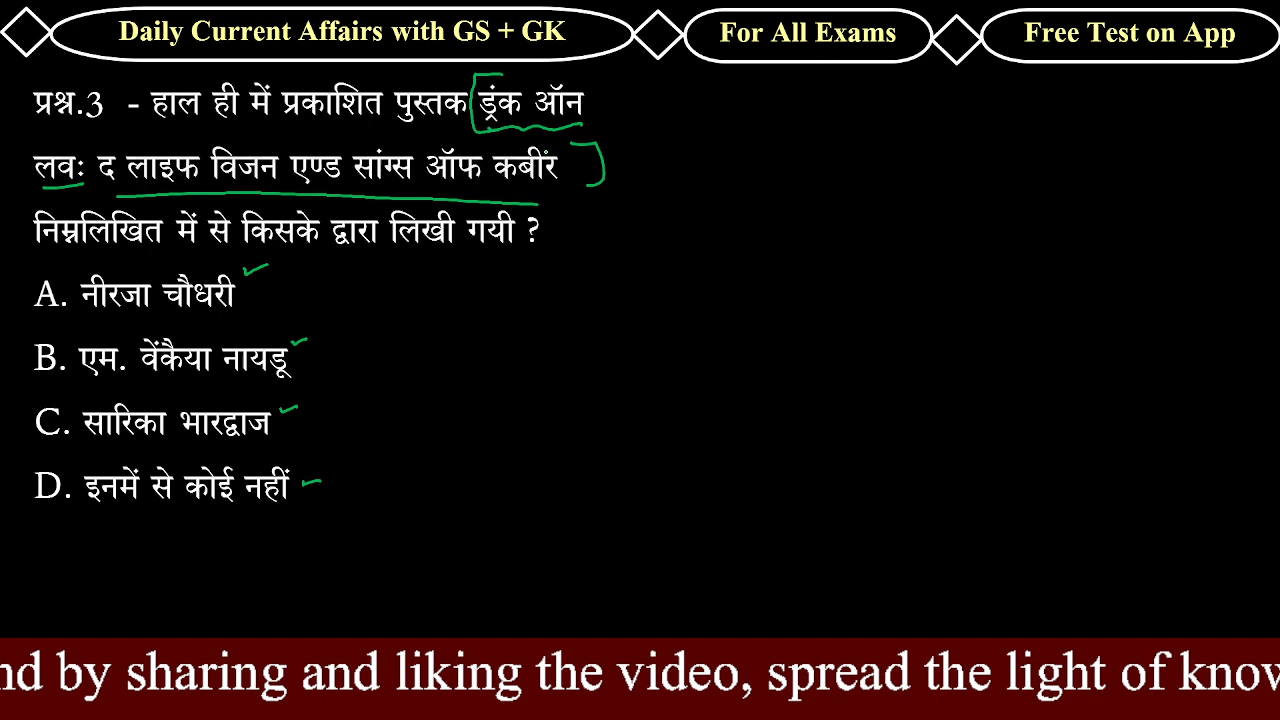 Daily Current Affairs with GS + GK
For All Exams
Free Test on App
प्रश्न.3 - हाल ही में प्रकाशित पुस्तक ड्रंक ऑन
लवः द लाइफ विजन एण्ड सांग्स ऑफ कबीरं
निम्नलिखित में से किसके द्वारा लिखी गयी ?
A. नीरजा चौधरी
B. एम. वेंकैया नायडू
C. सारिका भारद्वाज
D. इनमें से कोई नहीं
nd by sharing and liking the video, spread the light of know